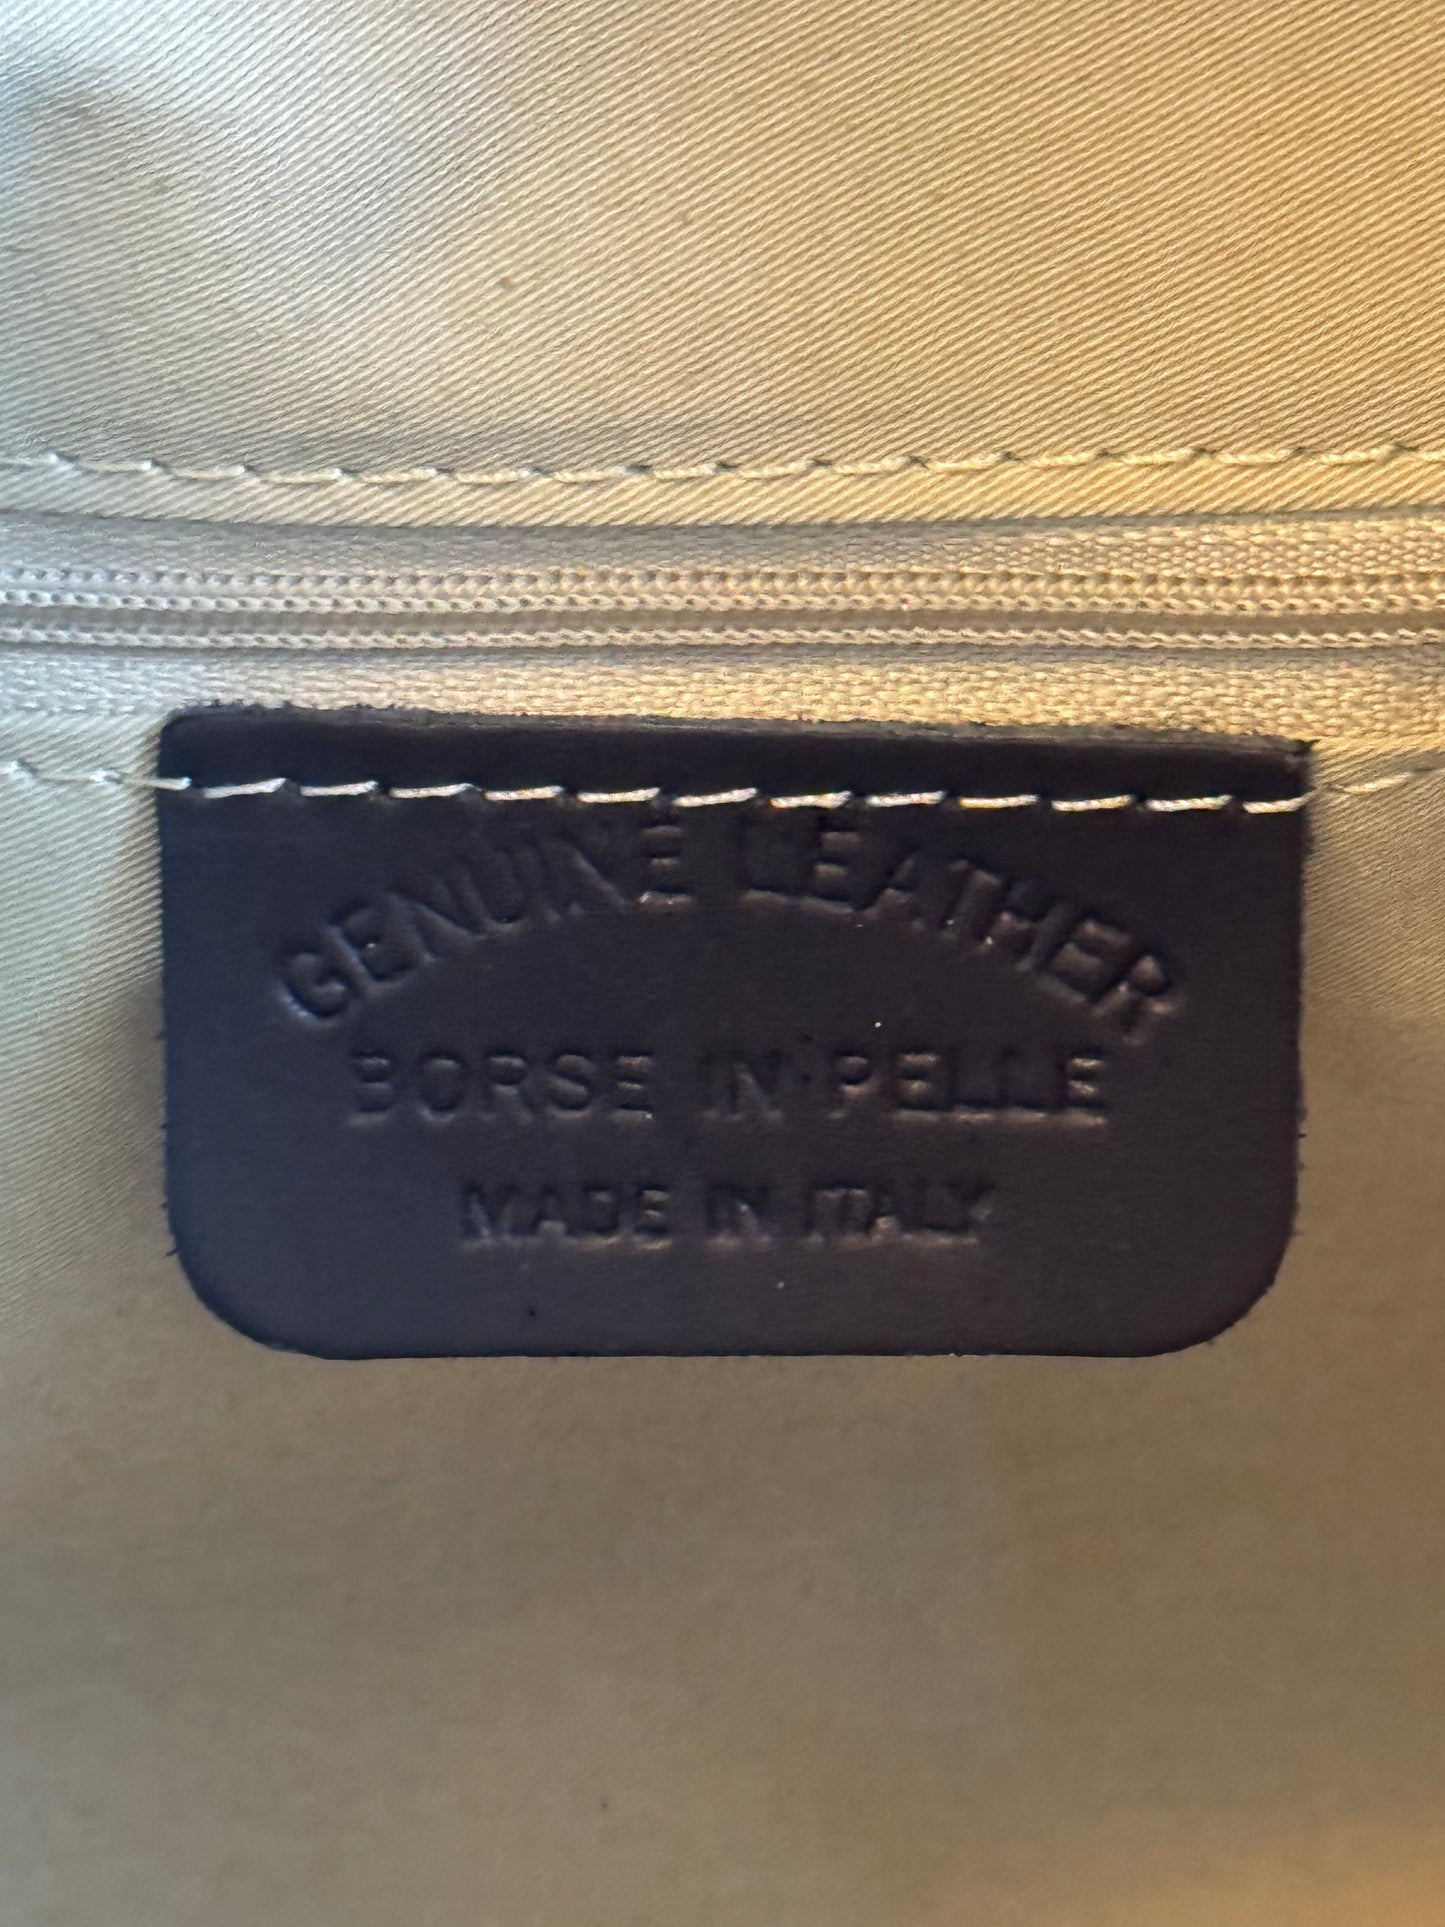 GENUINE LEATHER
BORSE IN PELLE
MADE IN ITALY